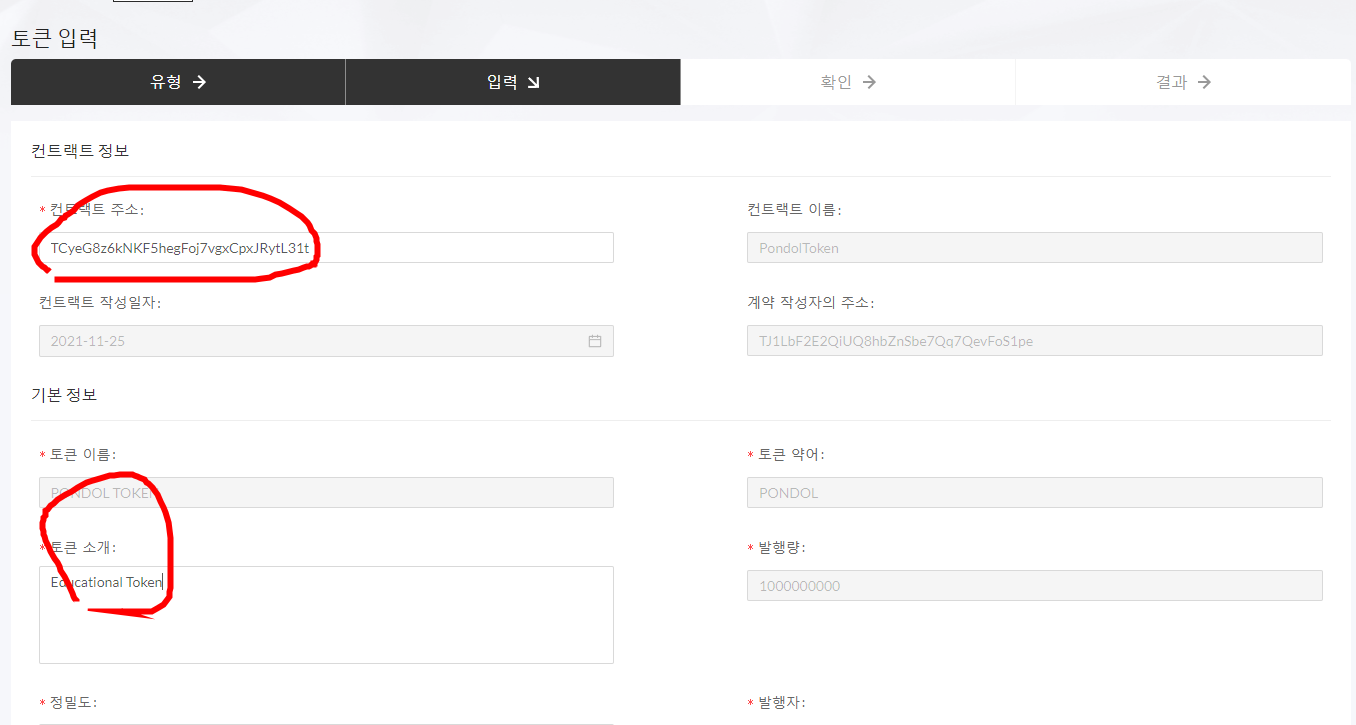 토큰 입력
유형 → 입력 ↘ 확인 → 결과 →
컨트랙트 정보
* 컨트랙트 주소: 컨트랙트 이름:
TCyeG8z6kNKF5hegFoj7vgxCpxJRytL31t PondolToken
컨트랙트 작성일자: 계약 작성자의 주소:
2021-11-25 TJ1LbF2E2QiUQ8hbZnSbe7Qq7QevFoS1pe
기본 정보
* 토큰 이름: * 토큰 약어:
PONDOL TOKEN PONDOL
* 토큰 소개: * 발행량:
Educational Token 1000000000
* 정밀도: * 발행자: